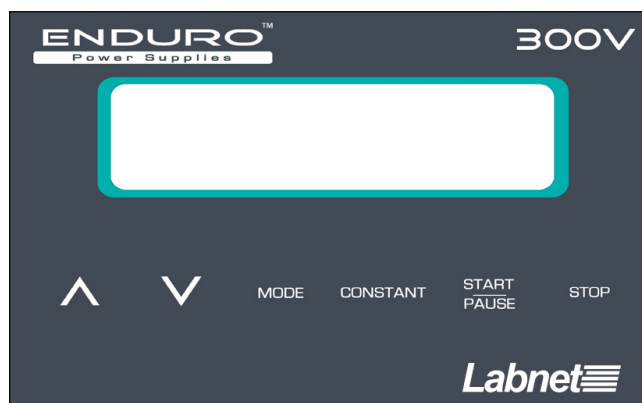 ENDURO™
300V
Power Supplies
MODE
CONSTANT
START
PAUSE
STOP
Labnet